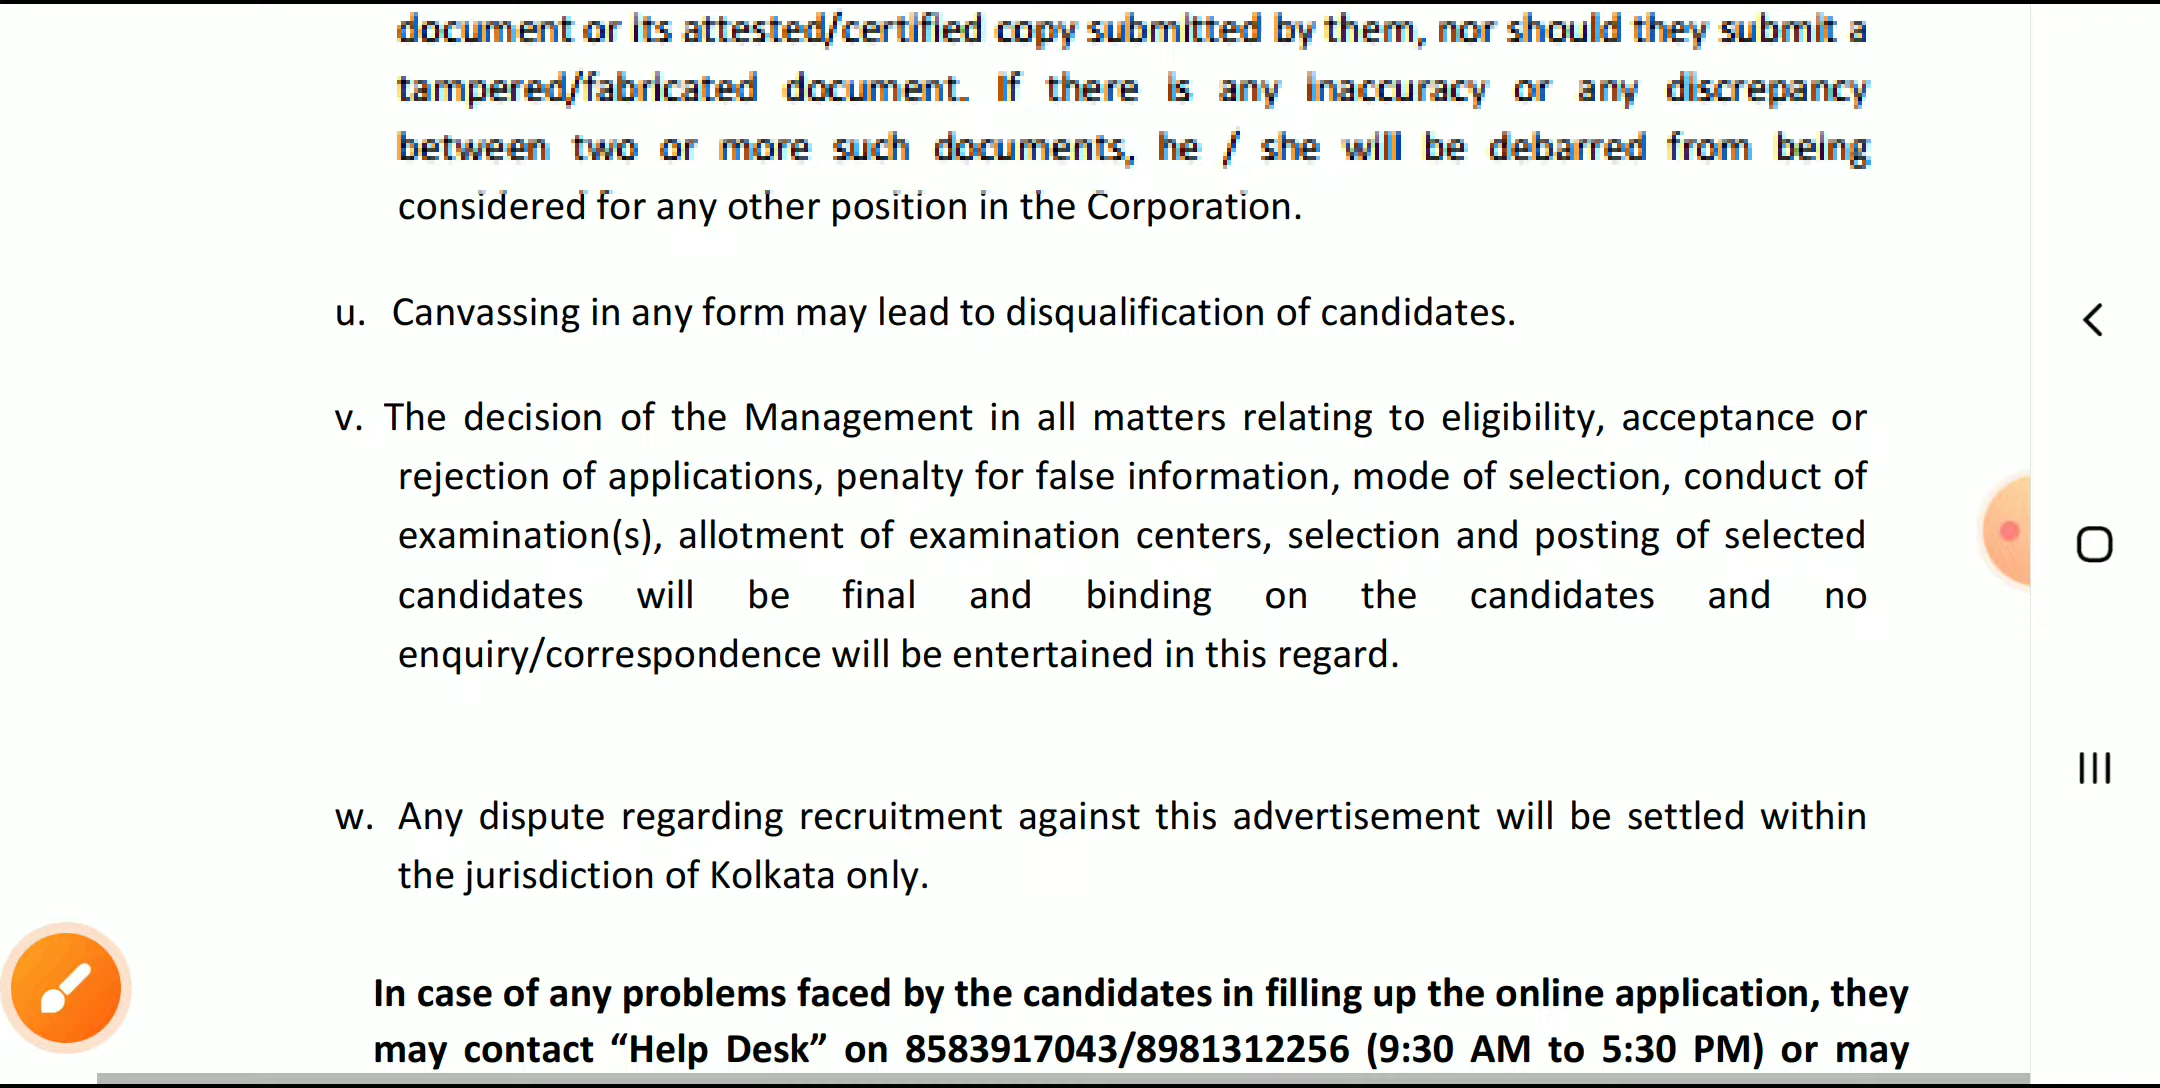 document or its attested/certified copy submitted by them, nor should they submit a
tampered/fabricated document. If there is any inaccuracy or any discrepancy
between two or more such documents, he / she will be debarred from being
considered for any other position in the Corporation.
u. Canvassing in any form may lead to disqualification of candidates.
v. The decision of the Management in all matters relating to eligibility, acceptance or
rejection of applications, penalty for false information, mode of selection, conduct of
examination(s), allotment of examination centers, selection and posting of selected
candidates will be final and binding on the candidates and no
enquiry/correspondence will be entertained in this regard.
w. Any dispute regarding recruitment against this advertisement will be settled within
the jurisdiction of Kolkata only.
In case of any problems faced by the candidates in filling up the online application, they
may contact “Help Desk” on 8583917043/8981312256 (9:30 AM to 5:30 PM) or may